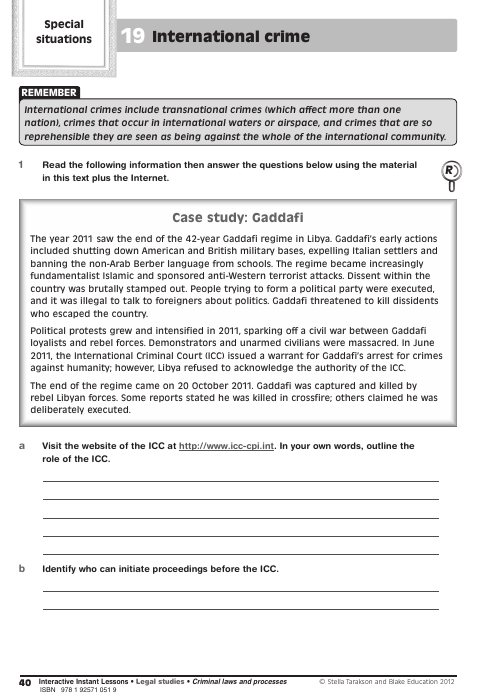 Special
situations
19 International crime
REMEMBER
International crimes include transnational crimes (which affect more than one
nation), crimes that occur in international waters or airspace, and crimes that are so
reprehensible they are seen as being against the whole of the international community.
1 Read the following information then answer the questions below using the material
in this text plus the Internet.
R
Case study: Gaddafi
The year 2011 saw the end of the 42-year Gaddafi regime in Libya. Gaddafi's early actions
included shutting down American and British military bases, expelling Italian settlers and
banning the non-Arab Berber language from schools. The regime became increasingly
fundamentalist Islamic and sponsored anti-Western terrorist attacks. Dissent within the
country was brutally stamped out. People trying to form a political party were executed,
and it was illegal to talk to foreigners about politics. Gaddafi threatened to kill dissidents
who escaped the country.
Political protests grew and intensified in 2011, sparking off a civil war between Gaddafi
loyalists and rebel forces. Demonstrators and unarmed civilians were massacred. In June
2011, the International Criminal Court (ICC) issued a warrant for Gaddafi's arrest for crimes
against humanity; however, Libya refused to acknowledge the authority of the ICC.
The end of the regime came on 20 October 2011. Gaddafi was captured and killed by
rebel Libyan forces. Some reports stated he was killed in crossfire; others claimed he was
deliberately executed.
a Visit the website of the ICC at http://www.icc-cpi.int. In your own words, outline the
role of the ICC.
b Identify who can initiate proceedings before the ICC.
40 Interactive Instant Lessons • Legal studies • Criminal laws and processes © Stella Tarakson and Blake Education 2012
ISBN 978 1 92571 051 9